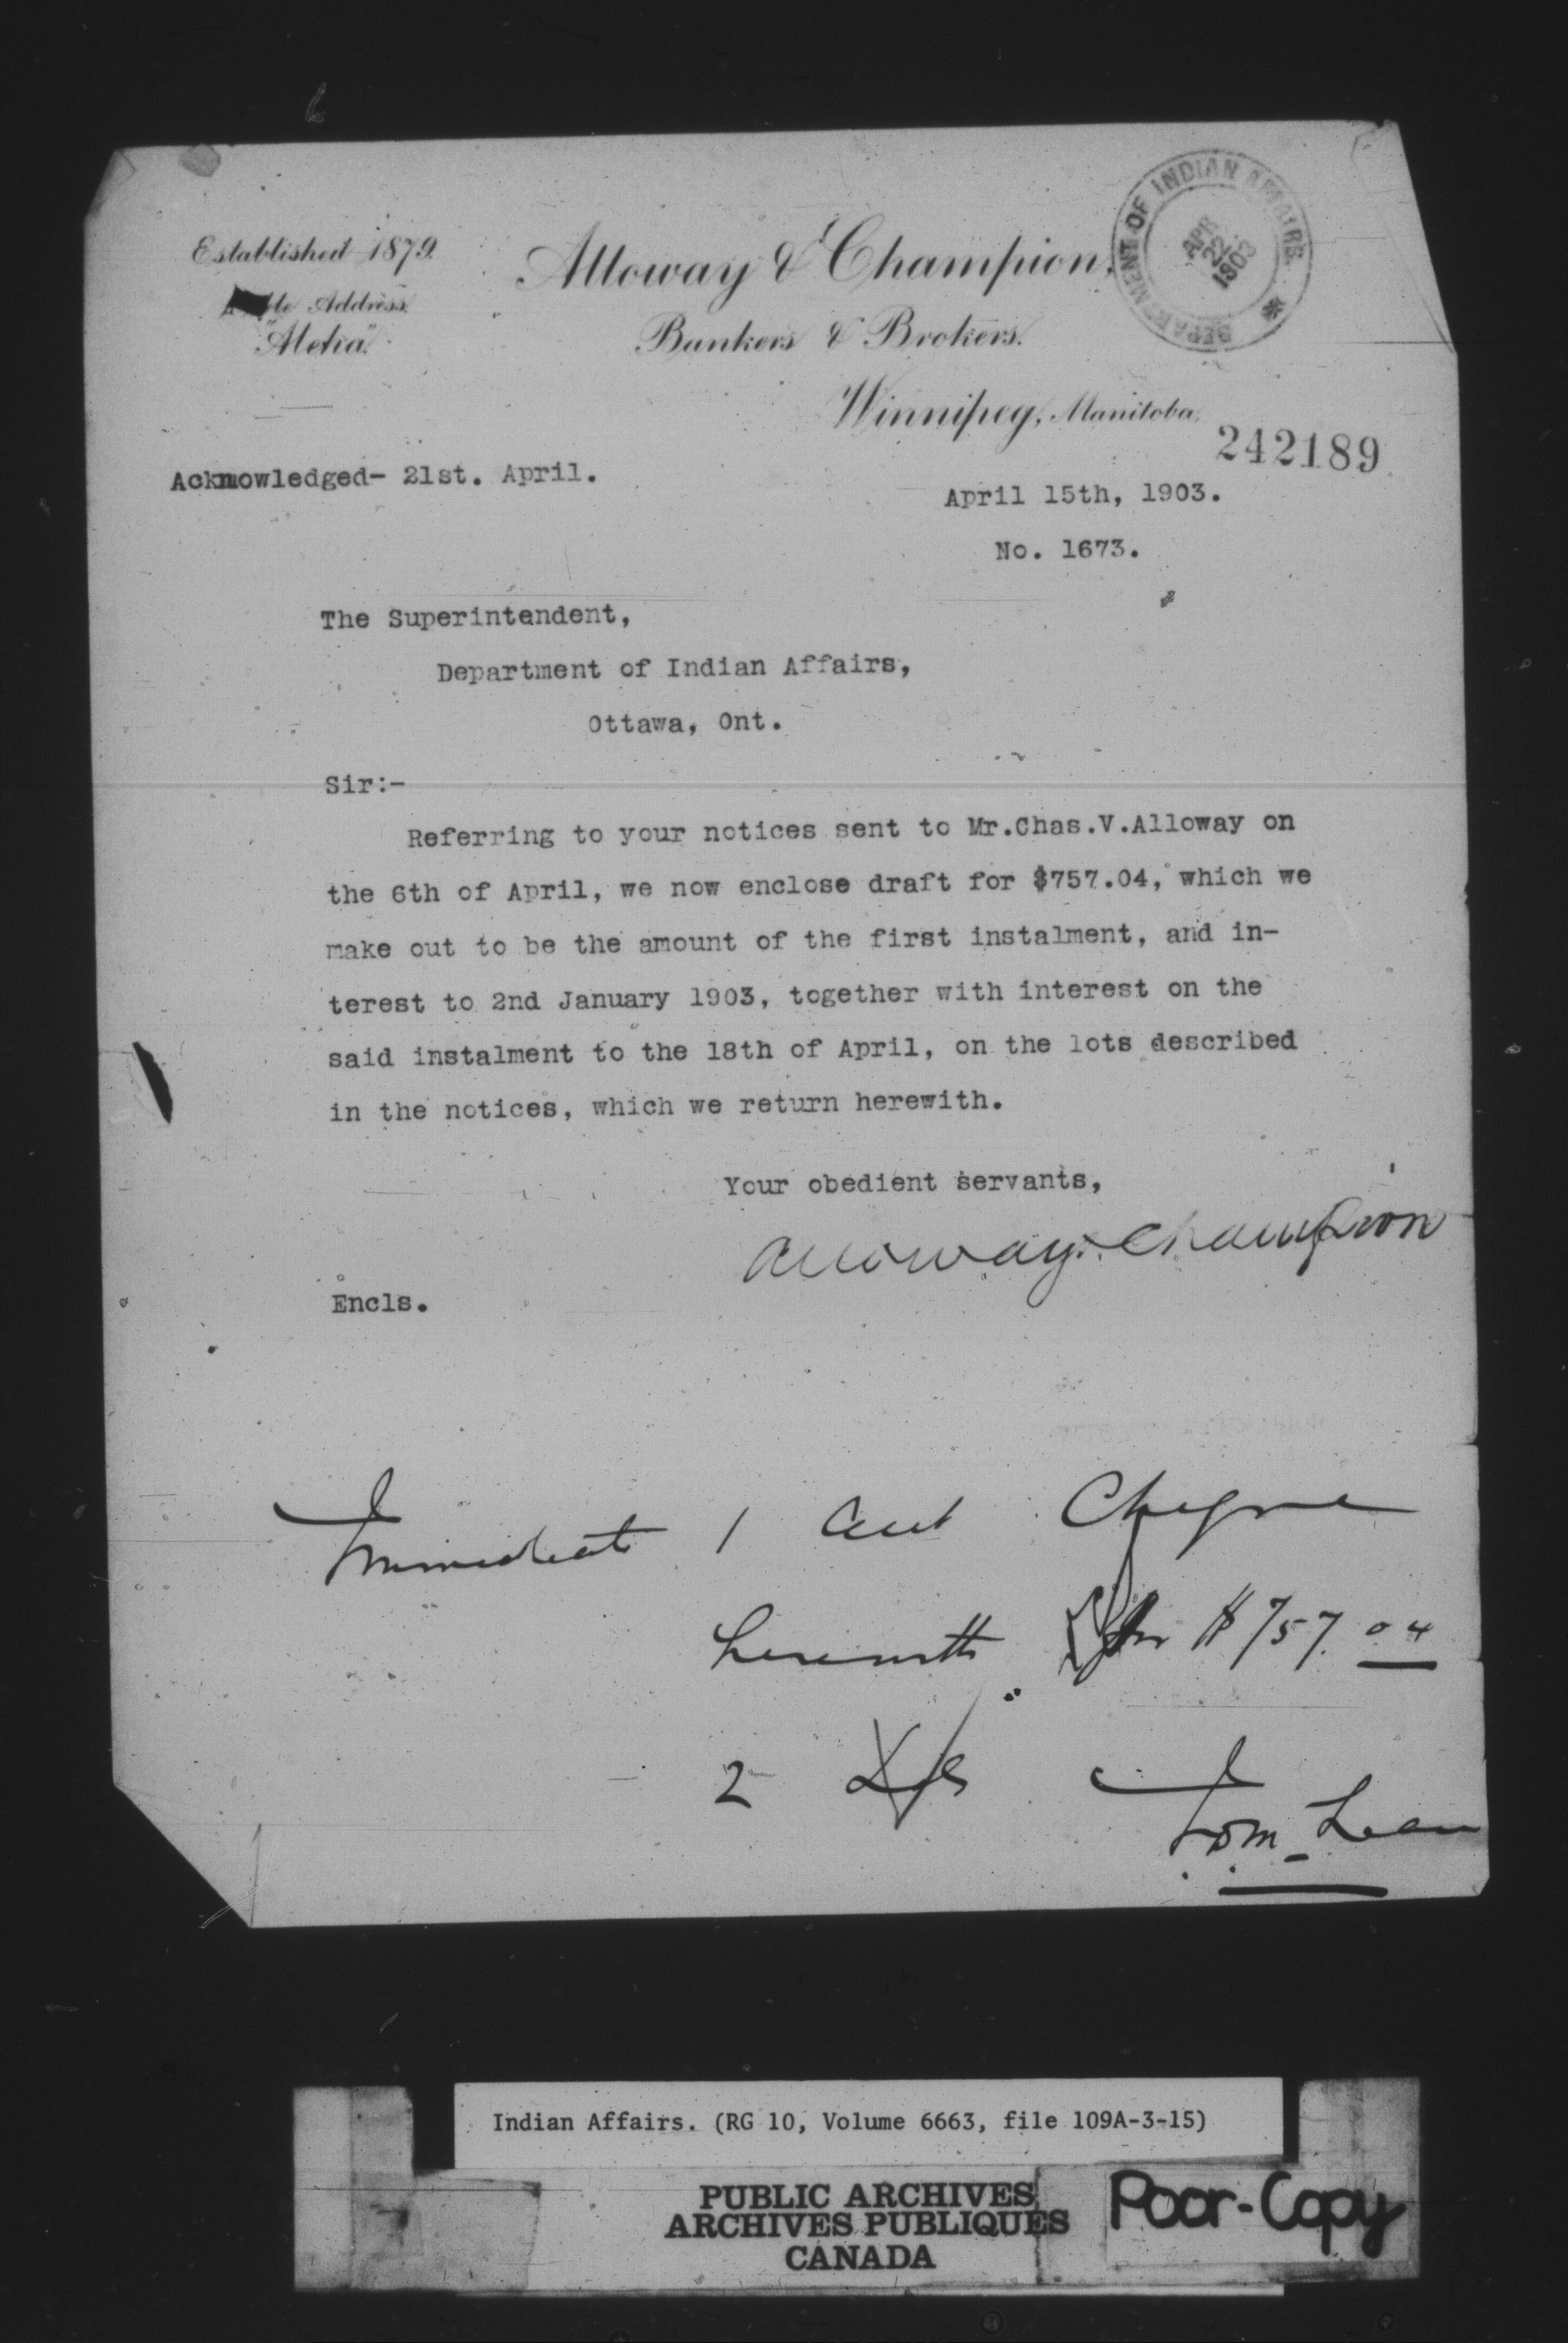 Established 1879.
Alloway & Champion,
Address
Bankers & Brokers.
Winnipeg, Manitoba,
DEPARTMENT OF INDIAN AFFAIRS.
APR
22
1903
242189
Acknowledged- 21st. April.
April 15th, 1903.
No. 1673.
The Superintendent,
Department of Indian Affairs,
Ottawa, Ont.
Sir:-
Referring to your notices sent to Mr.Chas.V.Alloway on
the 6th of April, we now enclose draft for $757.04, which we
make out to be the amount of the first instalment, and in-
terest to 2nd January 1903, together with interest on the
said instalment to the 18th of April, on the lots described
in the notices, which we return herewith.
Your obedient servants,
Alloway & Champion
Encls.
Immediate 1 Cheque
herewith for $757.04
2
Indian Affairs. (RG 10, Volume 6663, file 109A-3-15)
PUBLIC ARCHIVES
ARCHIVES PUBLIQUES
CANADA
Poor-Copy